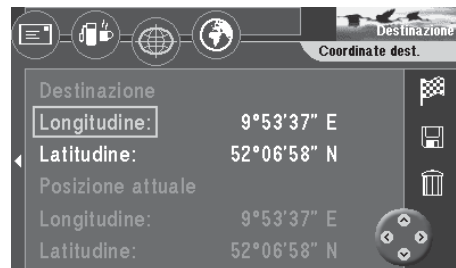 Destinazione
Coordinate dest.
Destinazione
Longitudine: 9°53'37" E
Latitudine: 52°06'58" N
Posizione attuale
Longitudine: 9°53'37" E
Latitudine: 52°06'58" N